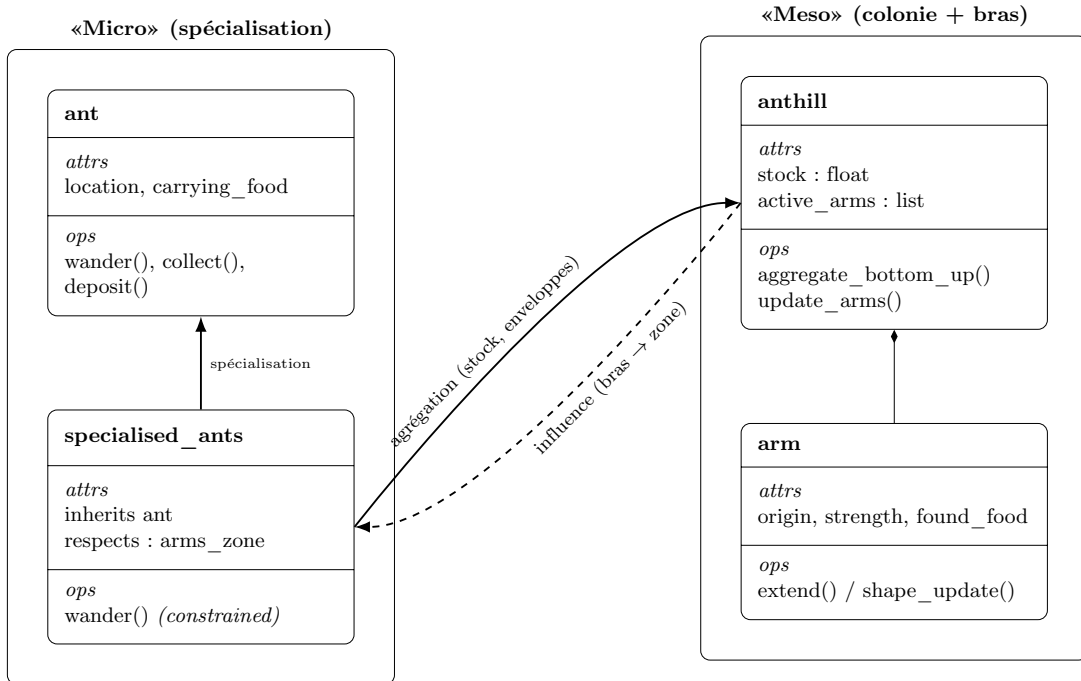 «Micro» (spécialisation)
ant
attrs
location, carrying_food
ops
wander(), collect(),
deposit()
spécialisation
specialised_ants
attrs
inherits ant
respects : arms_zone
ops
wander() (constrained)
agrégation (stock, enveloppes)
influence (bras → zone)
«Meso» (colonie + bras)
anthill
attrs
stock : float
active_arms : list
ops
aggregate_bottom_up()
update_arms()
arm
attrs
origin, strength, found_food
ops
extend() / shape_update()